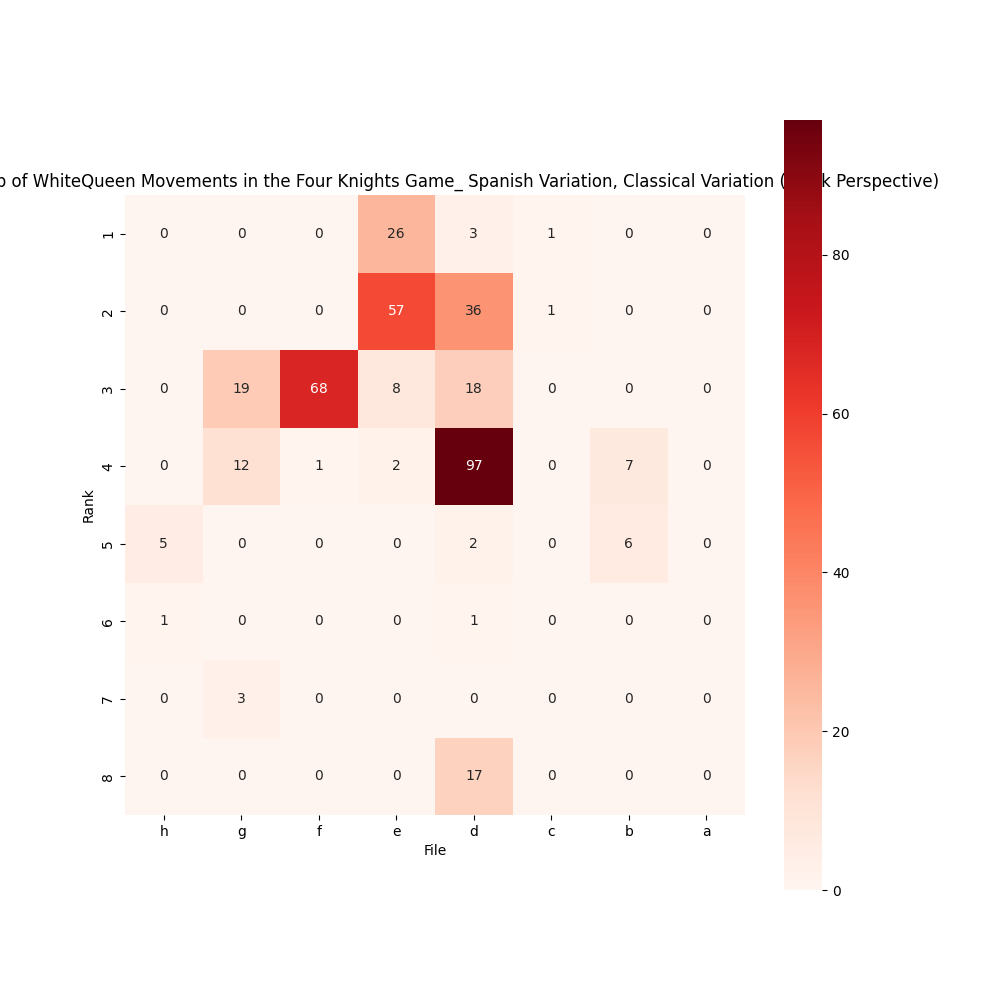 of WhiteQueen Movements in the Four Knights Game_ Spanish Variation, Classical Variation ( Perspective)
1 0 0 0 26 3 1 0 0
2 0 0 0 57 36 1 0 0
3 0 19 68 8 18 0 0 0
4 0 12 1 2 97 0 7 0
5 5 0 0 0 2 0 6 0
6 1 0 0 0 1 0 0 0
7 0 3 0 0 0 0 0 0
8 0 0 0 0 17 0 0 0
h g f e d c b a
File
Rank
80
60
40
20
0